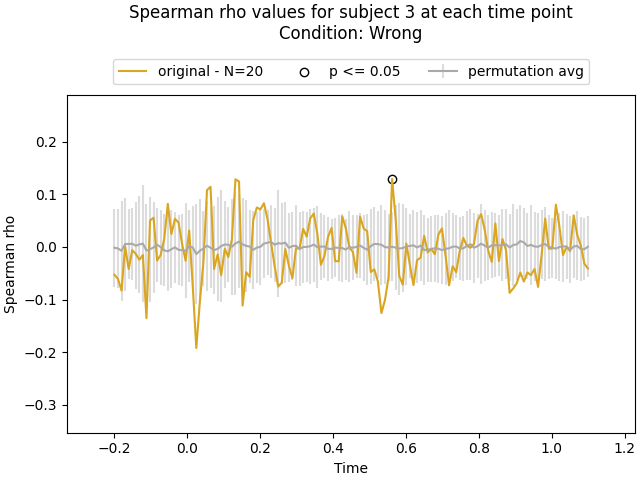 Spearman rho values for subject 3 at each time point
Condition: Wrong
original - N=20
p <= 0.05
permutation avg
Spearman rho
0.2
0.1
0.0
−0.1
−0.2
−0.3
−0.2
0.0
0.2
0.4
0.6
0.8
1.0
1.2
Time